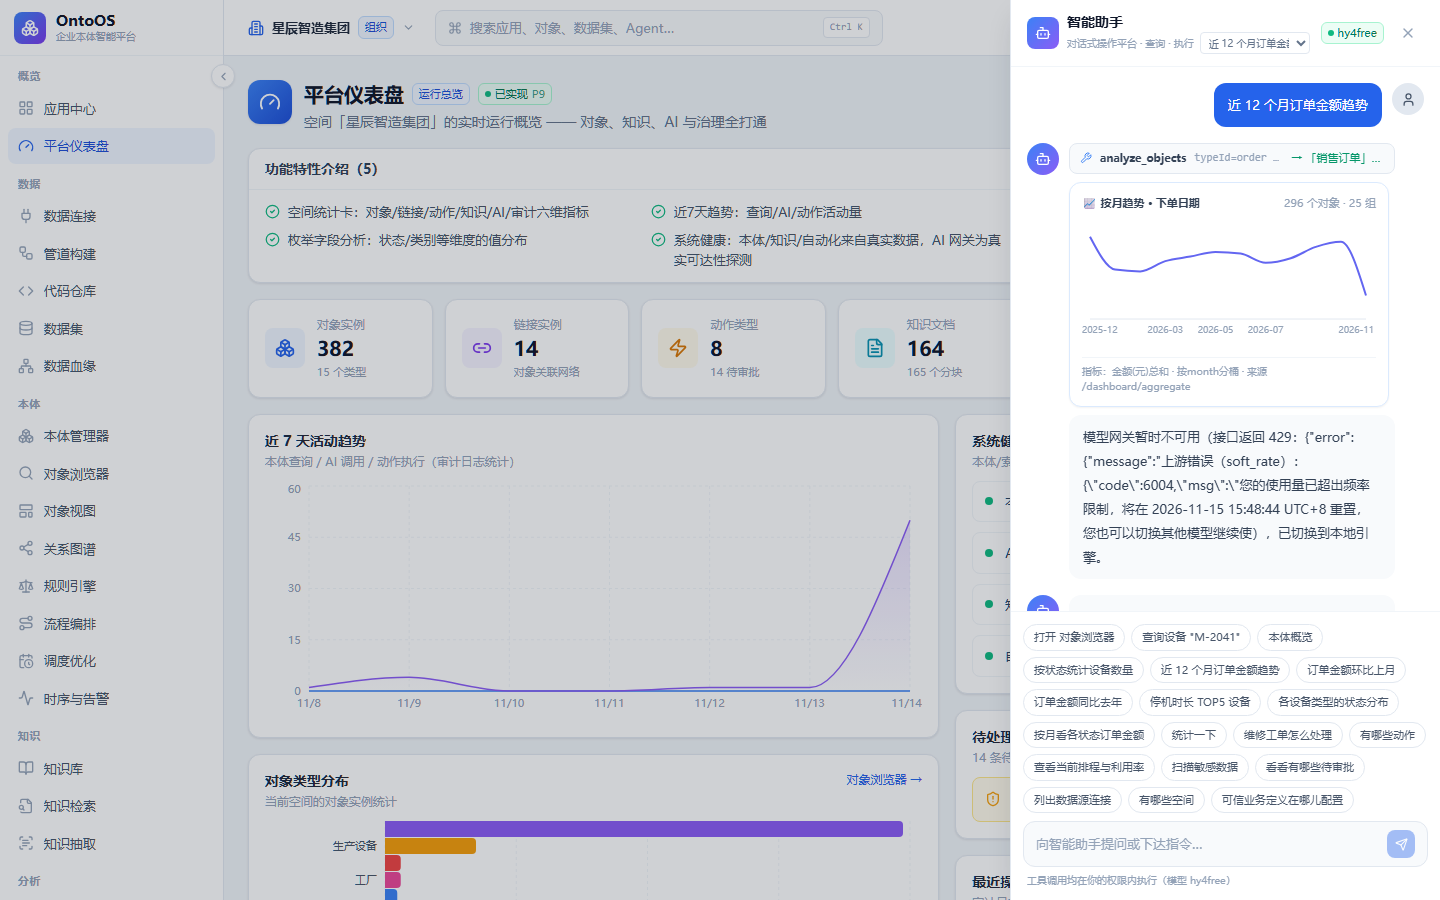 OntoOS
企业本体智能平台
概览
应用中心
平台仪表盘
数据
数据连接
管道构建
代码仓库
数据集
数据血缘
本体
本体管理器
对象浏览器
对象视图
关系图谱
规则引擎
流程编排
调度优化
时序与告警
知识
知识库
知识检索
知识抽取
分析
星辰智造集团 组织
⌘ 搜索应用、对象、数据集、Agent... Ctrl K
平台仪表盘 运行总览 已实现 P9
空间「星辰智造集团」的实时运行概览 —— 对象、知识、AI 与治理全打通
功能特性介绍（5）
空间统计卡：对象/链接/动作/知识/AI/审计六维指标
近7天趋势：查询/AI/动作活动量
枚举字段分析：状态/类别等维度的值分布
系统健康：本体/知识/自动化来自真实数据，AI 网关为真
实可达性探测
对象实例
382
15 个类型
链接实例
14
对象关联网络
动作类型
8
14 待审批
知识文档
164
165 个分块
近 7 天活动趋势
本体查询 / AI 调用 / 动作执行（审计日志统计）
60
45
30
15
0
11/8 11/9 11/10 11/11 11/12 11/13 11/14
系统健
本体/
待处理
14 条待
最近操
对象类型分布
对象浏览器 →
当前空间的对象实例统计
生产设备
工厂
智能助手
对话式操作平台 · 查询 · 执行
近 12 个月订单金
hy4free
近 12 个月订单金额趋势
analyze_objects typeId=order … → 「销售订单」…
按月趋势 • 下单日期
296 个对象 · 25 组
2025-12 2026-03 2026-05 2026-07 2026-11
指标：金额(元)总和 · 按month分桶 · 来源
/dashboard/aggregate
模型网关暂时不可用（接口返回 429：{"error":
{"message":"上游错误（soft_rate）:
{\"code\":6004,\"msg\":\"您的使用量已超出频率
限制，将在 2026-11-15 15:48:44 UTC+8 重置，
您也可以切换其他模型继续使），已切换到本地引
擎。
打开 对象浏览器
查询设备 "M-2041"
本体概览
按状态统计设备数量
近 12 个月订单金额趋势
订单金额环比上月
订单金额同比去年
停机时长 TOP5 设备
各设备类型的状态分布
按月看各状态订单金额
统计一下
维修工单怎么处理
有哪些动作
查看当前排程与利用率
扫描敏感数据
看看有哪些待审批
列出数据源连接
有哪些空间
可信业务定义在哪儿配置
向智能助手提问或下达指令...
工具调用均在你的权限内执行（模型 hy4free）